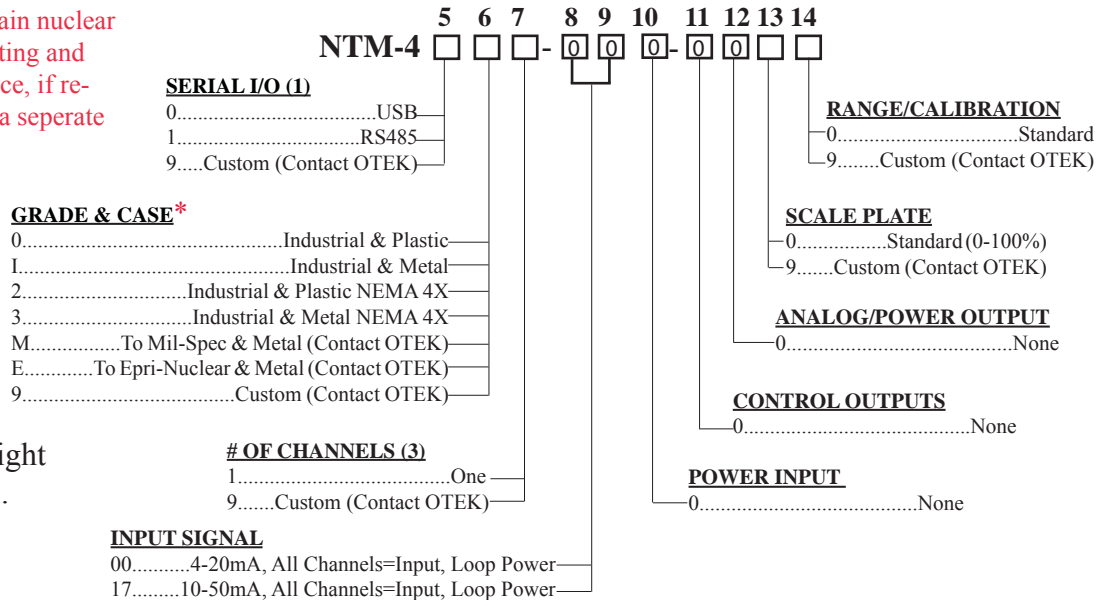 ain nuclear
ting and
ce, if re-
a seperate
5 6 7 8 9 10 11 12 13 14
NTM-4 - 0 0 0 - 0 0
SERIAL I/O (1)
0....................................USB
1.................................RS485
9.....Custom (Contact OTEK)
GRADE & CASE*
0................................................Industrial & Plastic
I.................................................Industrial & Metal
2..............................Industrial & Plastic NEMA 4X
3...............................Industrial & Metal NEMA 4X
M................To Mil-Spec & Metal (Contact OTEK)
E............To Epri-Nuclear & Metal (Contact OTEK)
9.......................................Custom (Contact OTEK)
ight
.
# OF CHANNELS (3)
1.......................................One
9.......Custom (Contact OTEK)
INPUT SIGNAL
00..........4-20mA, All Channels=Input, Loop Power
17.........10-50mA, All Channels=Input, Loop Power
RANGE/CALIBRATION
0.................................Standard
9........Custom (Contact OTEK)
SCALE PLATE
0.................Standard (0-100%)
9.......Custom (Contact OTEK)
ANALOG/POWER OUTPUT
0.........................................None
CONTROL OUTPUTS
0.........................................None
POWER INPUT
0........................................None